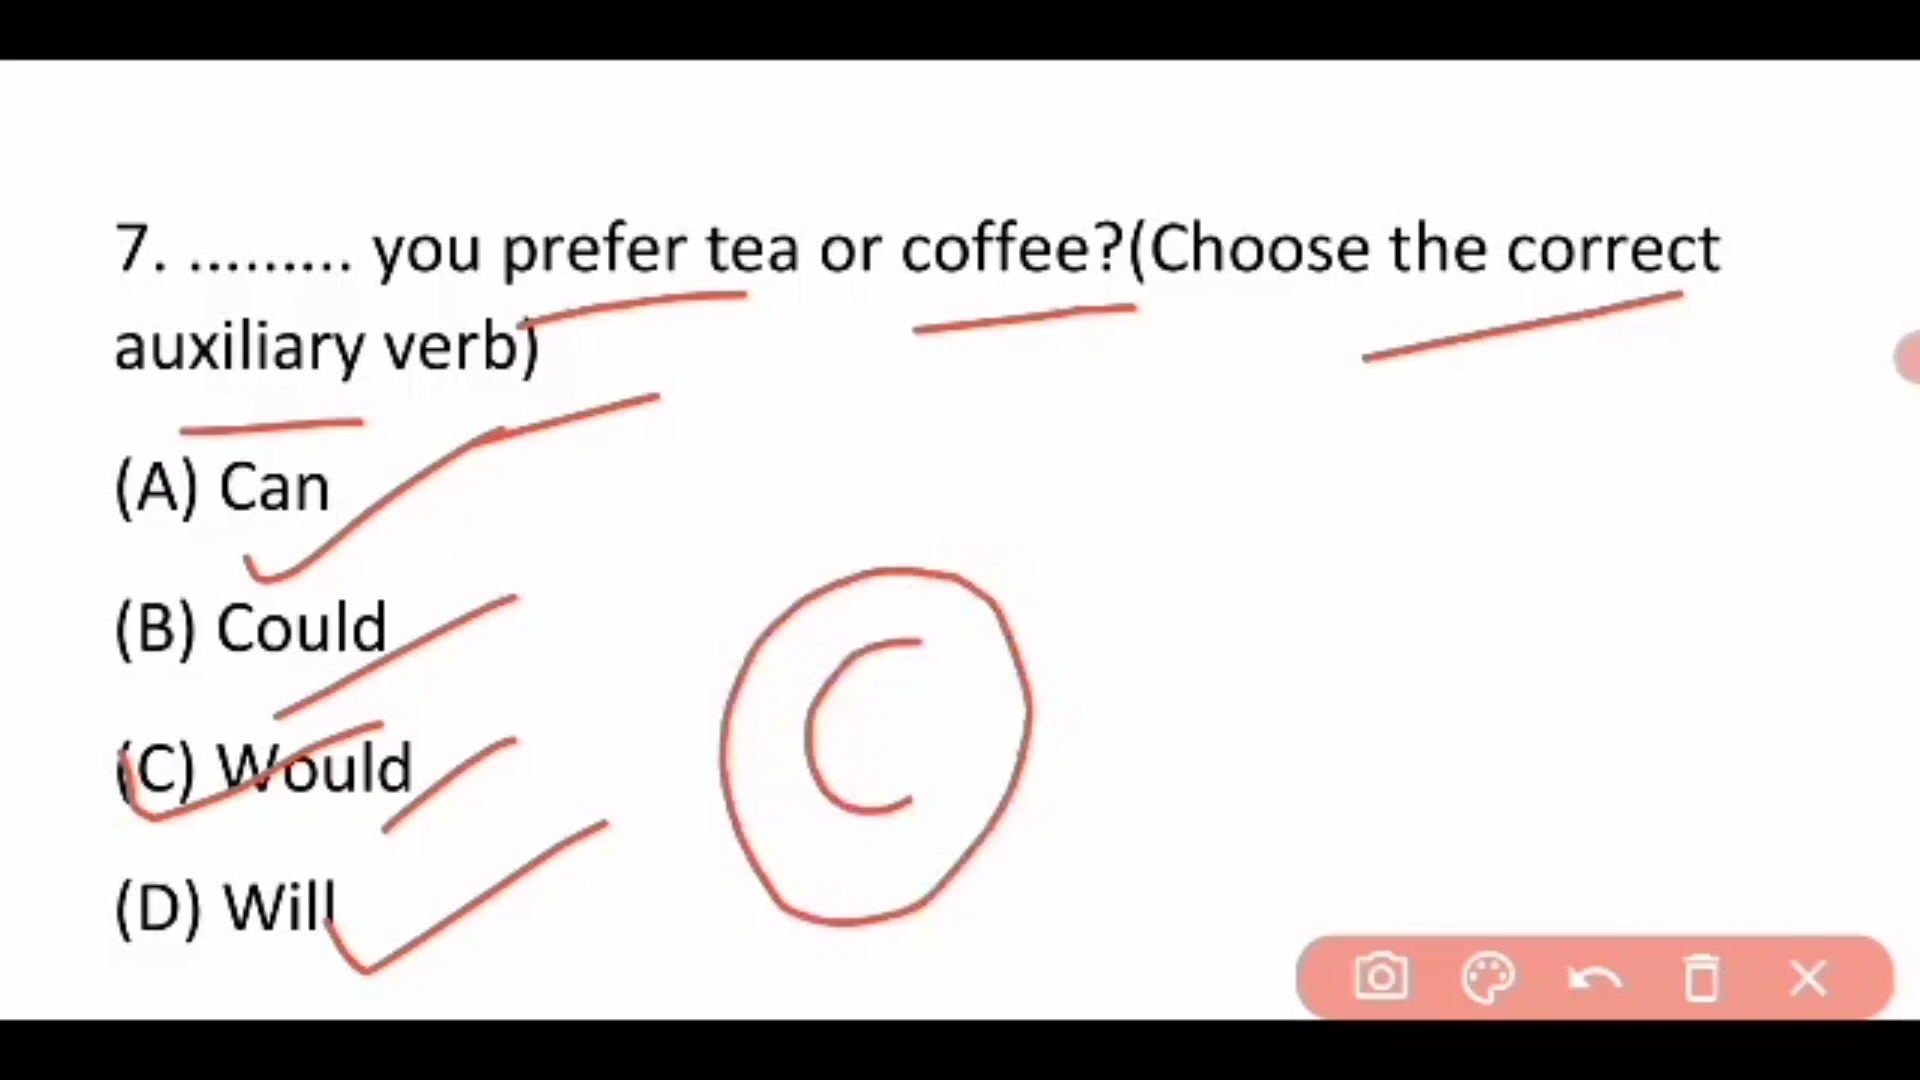 7. ......... you prefer tea or coffee?(Choose the correct
auxiliary verb)
(A) Can
(B) Could
(C) Would
(D) Will
C